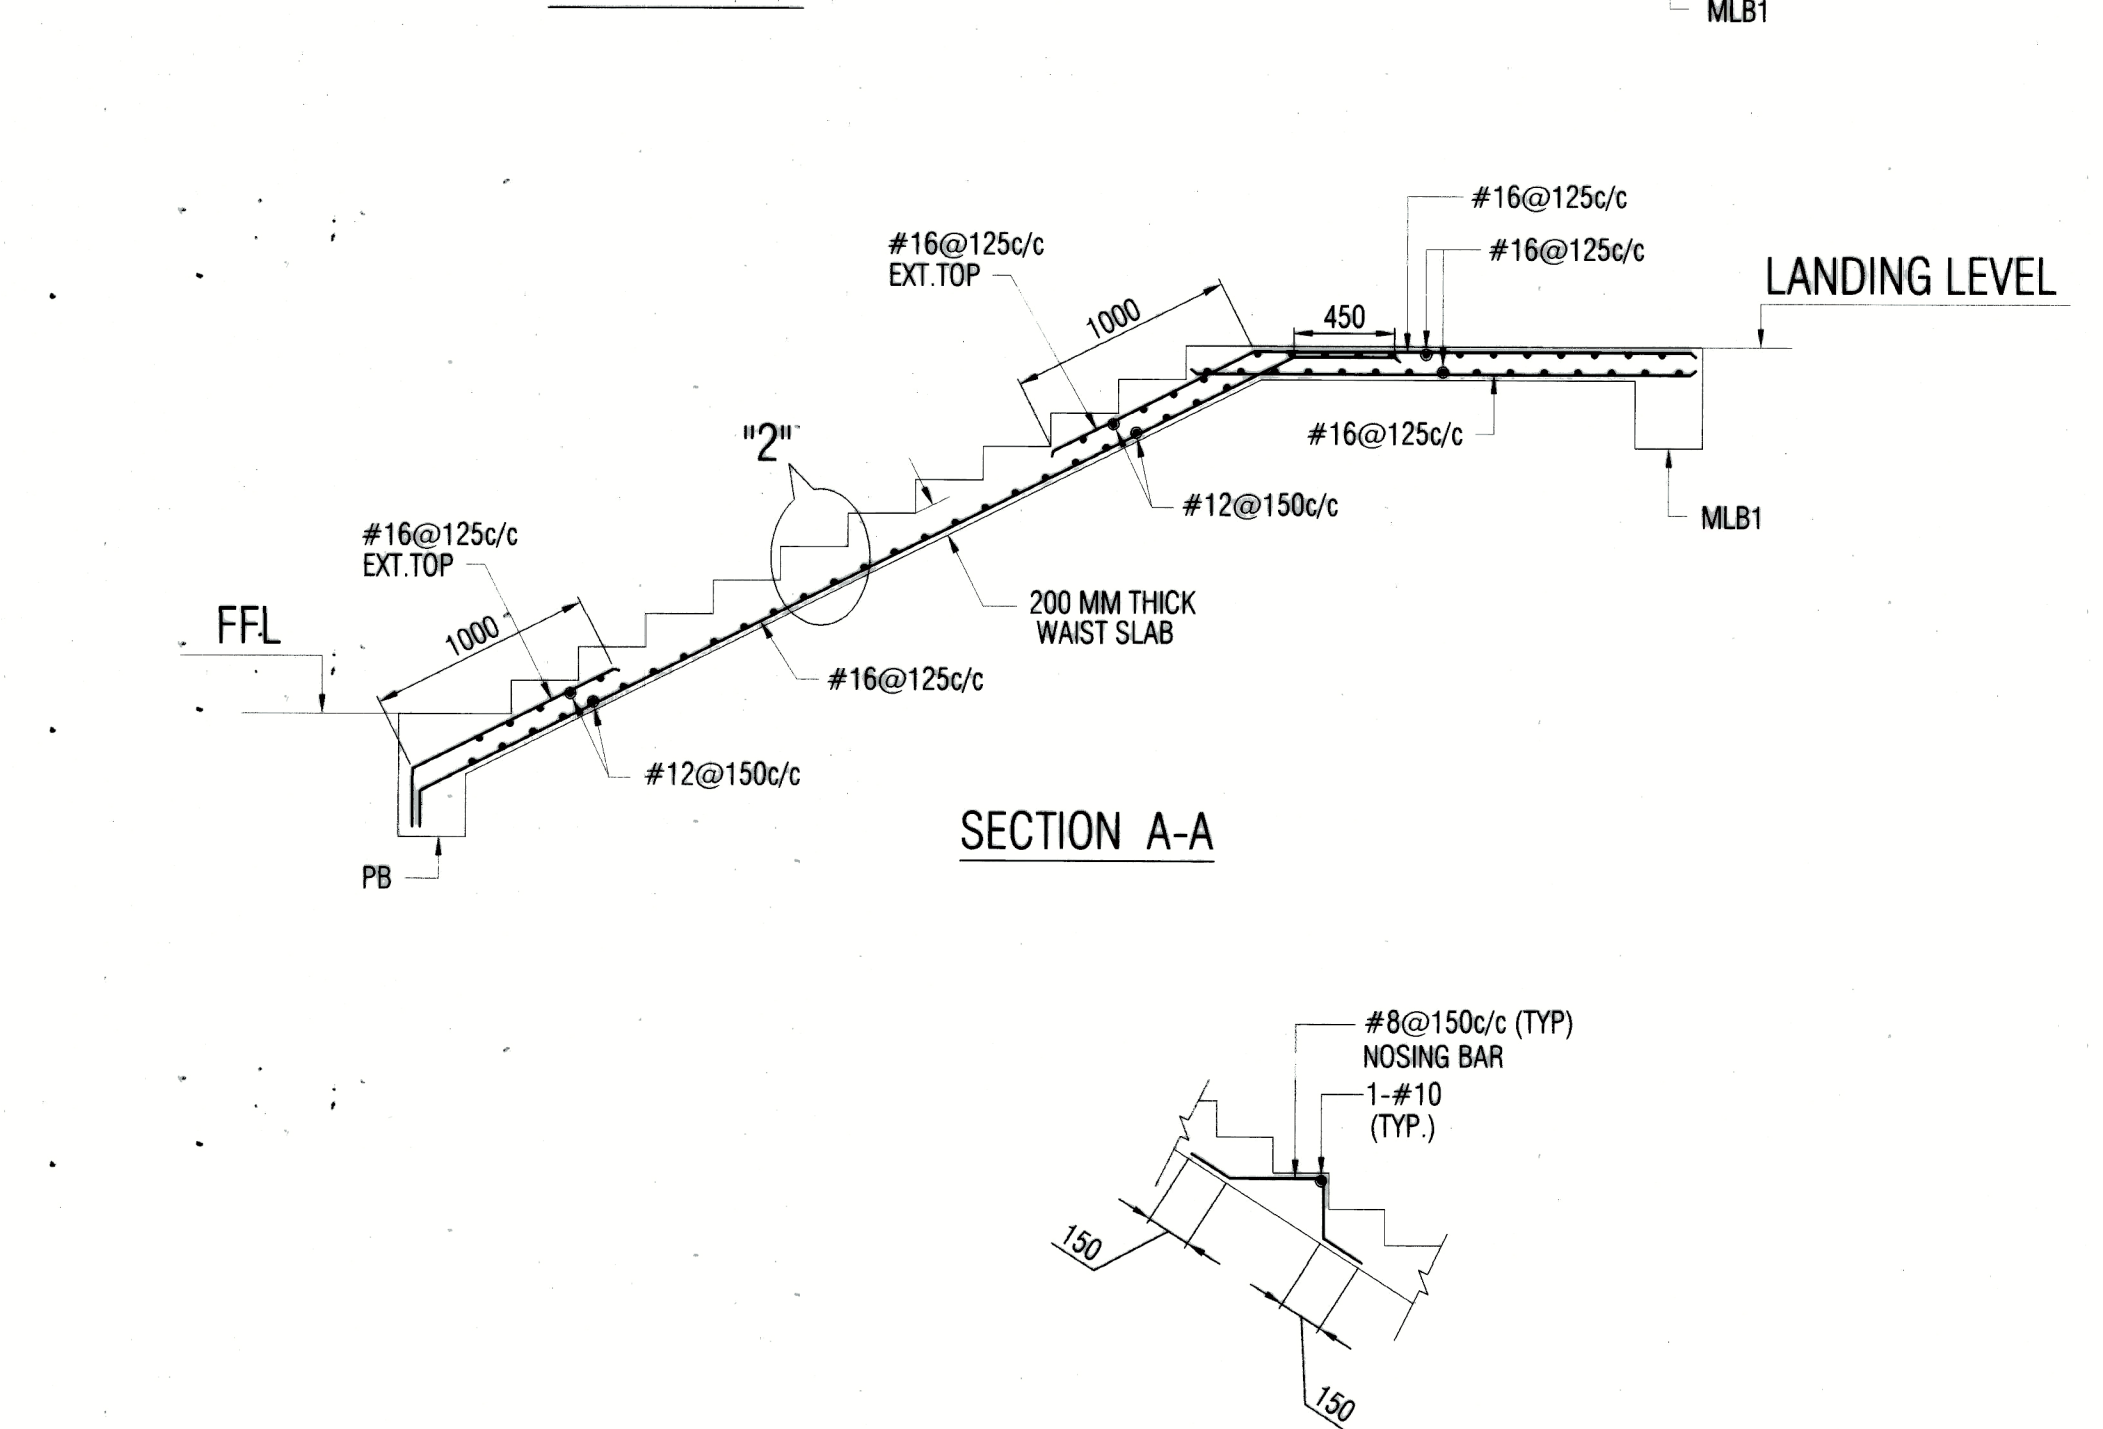 MLB1
#16@125c/c
#16@125c/c
EXT.TOP
#16@125c/c
LANDING LEVEL
1000
450
"2"
#16@125c/c
#12@150c/c
MLB1
#16@125c/c
EXT.TOP
200 MM THICK
WAIST SLAB
FFL
1000
#16@125c/c
#12@150c/c
SECTION A-A
PB
#8@150c/c (TYP)
NOSING BAR
1-#10
(TYP.)
150
150